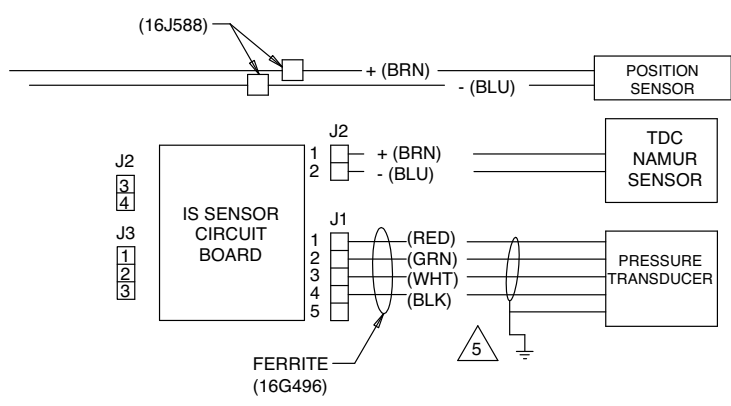 (16J588)
+ (BRN)
- (BLU)
POSITION
SENSOR
J2
1
2
+ (BRN)
- (BLU)
TDC
NAMUR
SENSOR
J2
3
4
J3
1
2
3
IS SENSOR
CIRCUIT
BOARD
J1
1
2
3
4
5
(RED)
(GRN)
(WHT)
(BLK)
PRESSURE
TRANSDUCER
5
FERRITE
(16G496)